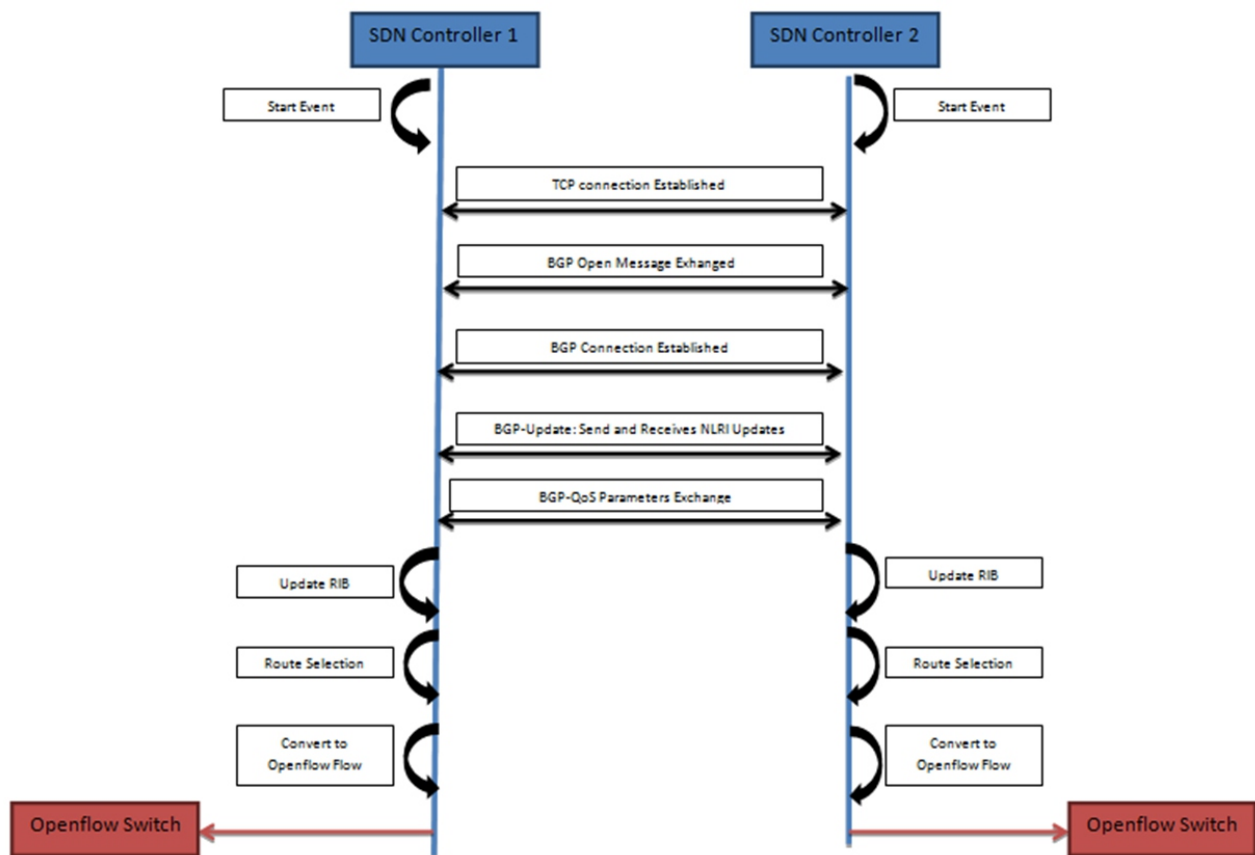 SDN Controller 1
SDN Controller 2
Start Event
Start Event
TCP connection Established
BGP Open Message Exhanged
BGP Connection Established
BGP-Update: Send and Receives NLRI Updates
BGP-QoS Parameters Exchange
Update RIB
Update RIB
Route Selection
Route Selection
Convert to
Openflow Flow
Convert to
Openflow Flow
Openflow Switch
Openflow Switch